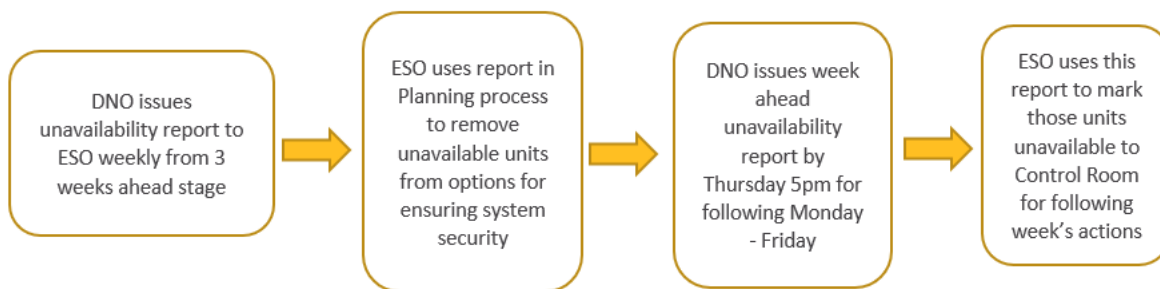 DNO issues
unavailability report to
ESO weekly from 3
weeks ahead stage
ESO uses report in
Planning process
to remove
unavailable units
from options for
ensuring system
security
DNO issues week
ahead
unavailability
report by
Thursday 5pm for
following Monday
- Friday
ESO uses this
report to mark
those units
unavailable to
Control Room
for following
week's actions